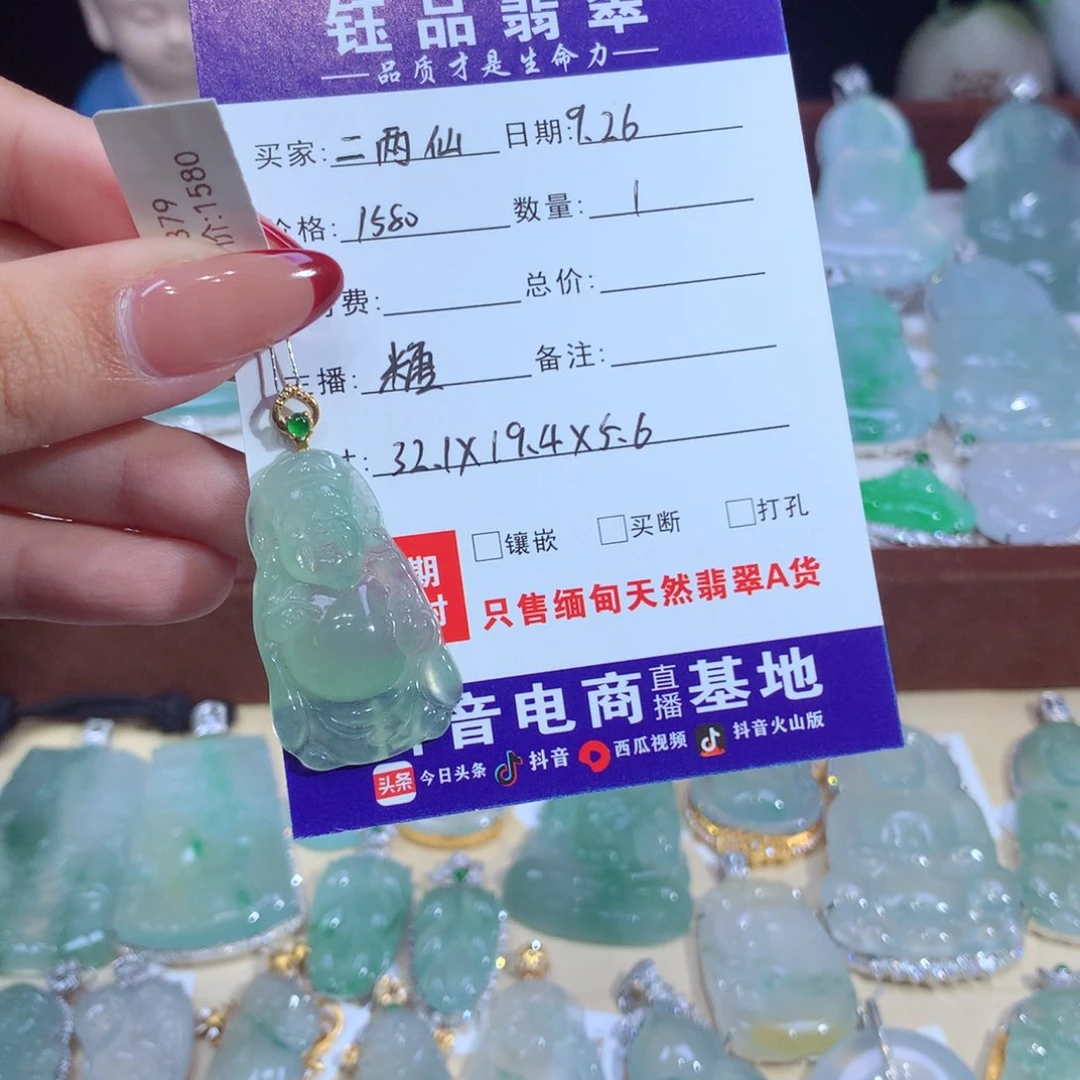 钰品翡翠
品质才是生命力
买家:二两仙 日期:9.26
价格:1580 数量:1
费: 总价:
播:糖 备注:
32.1X19.4X5.6
379
价:1580
镶嵌 买断 打孔
期
只售缅甸天然翡翠A货
音电商直播基地
头条 今日头条 抖音 西瓜视频 抖音火山版